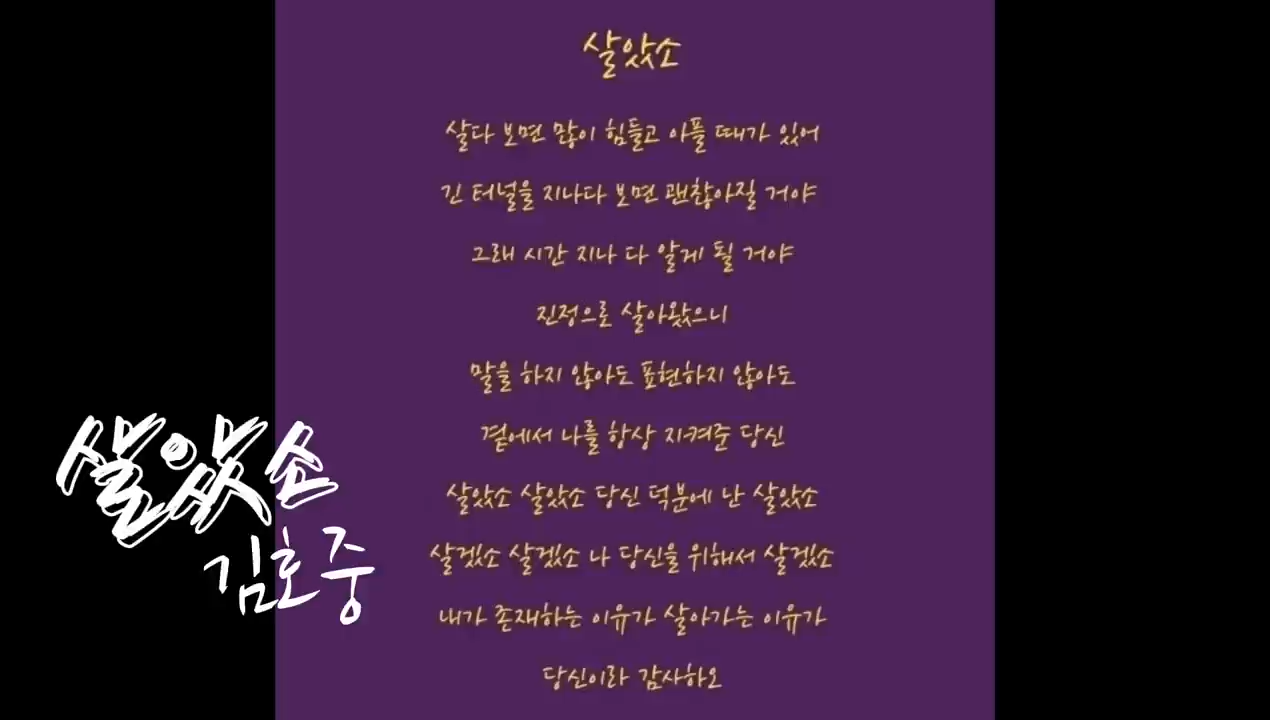 살았소
살다 보면 많이 힘들고 아플 때가 있어
긴 터널을 지나다 보면 괜찮아질 거야
그래 시간 지나 다 알게 될 거야
진정으로 살아왔으니
말을 하지 않아도 표현하지 않아도
곁에서 나를 항상 지켜준 당신
살았소 살았소 당신 덕분에 난 살았소
살겠소 살겠소 나 당신을 위해서 살겠소
내가 존재하는 이유가 살아가는 이유가
당신이라 감사하오
살았소
김호중